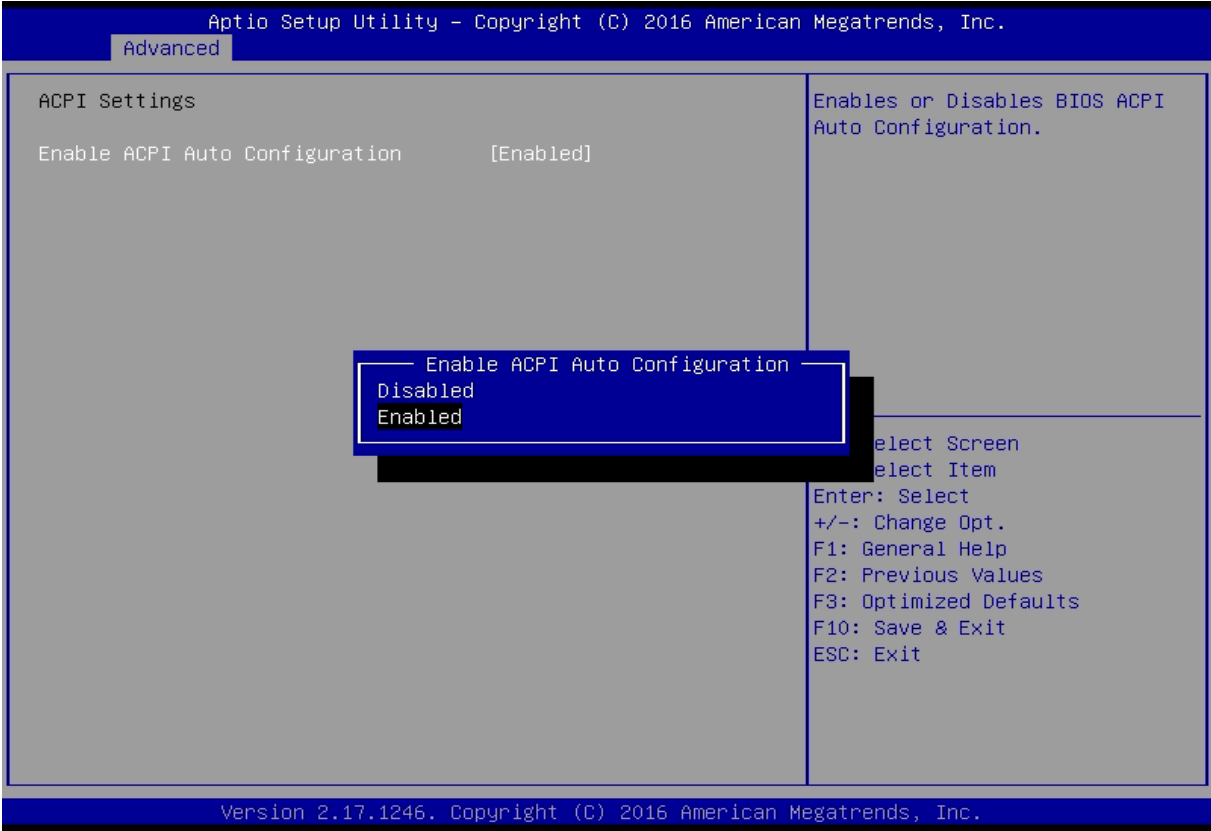 Aptio Setup Utility – Copyright (C) 2016 American Megatrends, Inc.
Advanced
ACPI Settings
Enable ACPI Auto Configuration [Enabled]
Enables or Disables BIOS ACPI
Auto Configuration.
Enable ACPI Auto Configuration
Disabled
Enabled
elect Screen
elect Item
Enter: Select
+/-: Change Opt.
F1: General Help
F2: Previous Values
F3: Optimized Defaults
F10: Save & Exit
ESC: Exit
Version 2.17.1246. Copyright (C) 2016 American Megatrends, Inc.